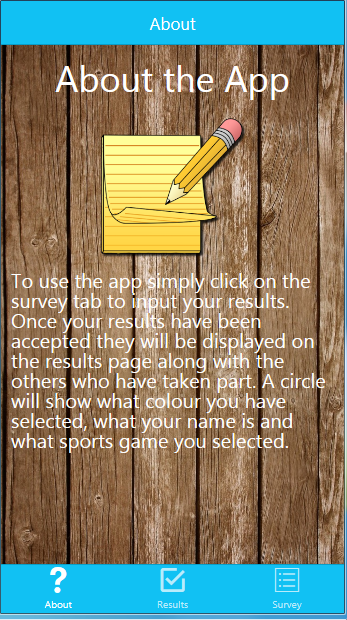 About
About the App
To use the app simply click on the
survey tab to input your results.
Once your results have been
accepted they will be displayed on
the results page along with the
others who have taken part. A circle
will show what colour you have
selected, what your name is and
what sports game you selected.
?
About
Results
Survey